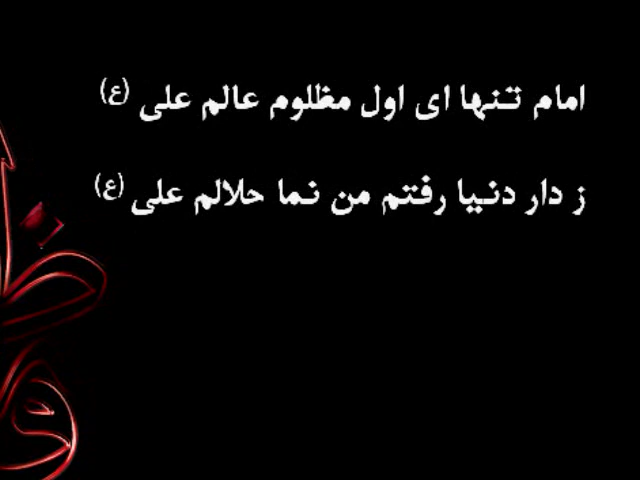 امام تنها ای اول مظلوم عالم علی (ع)
ز دار دنیا رفتم من نما حلالم علی (ع)